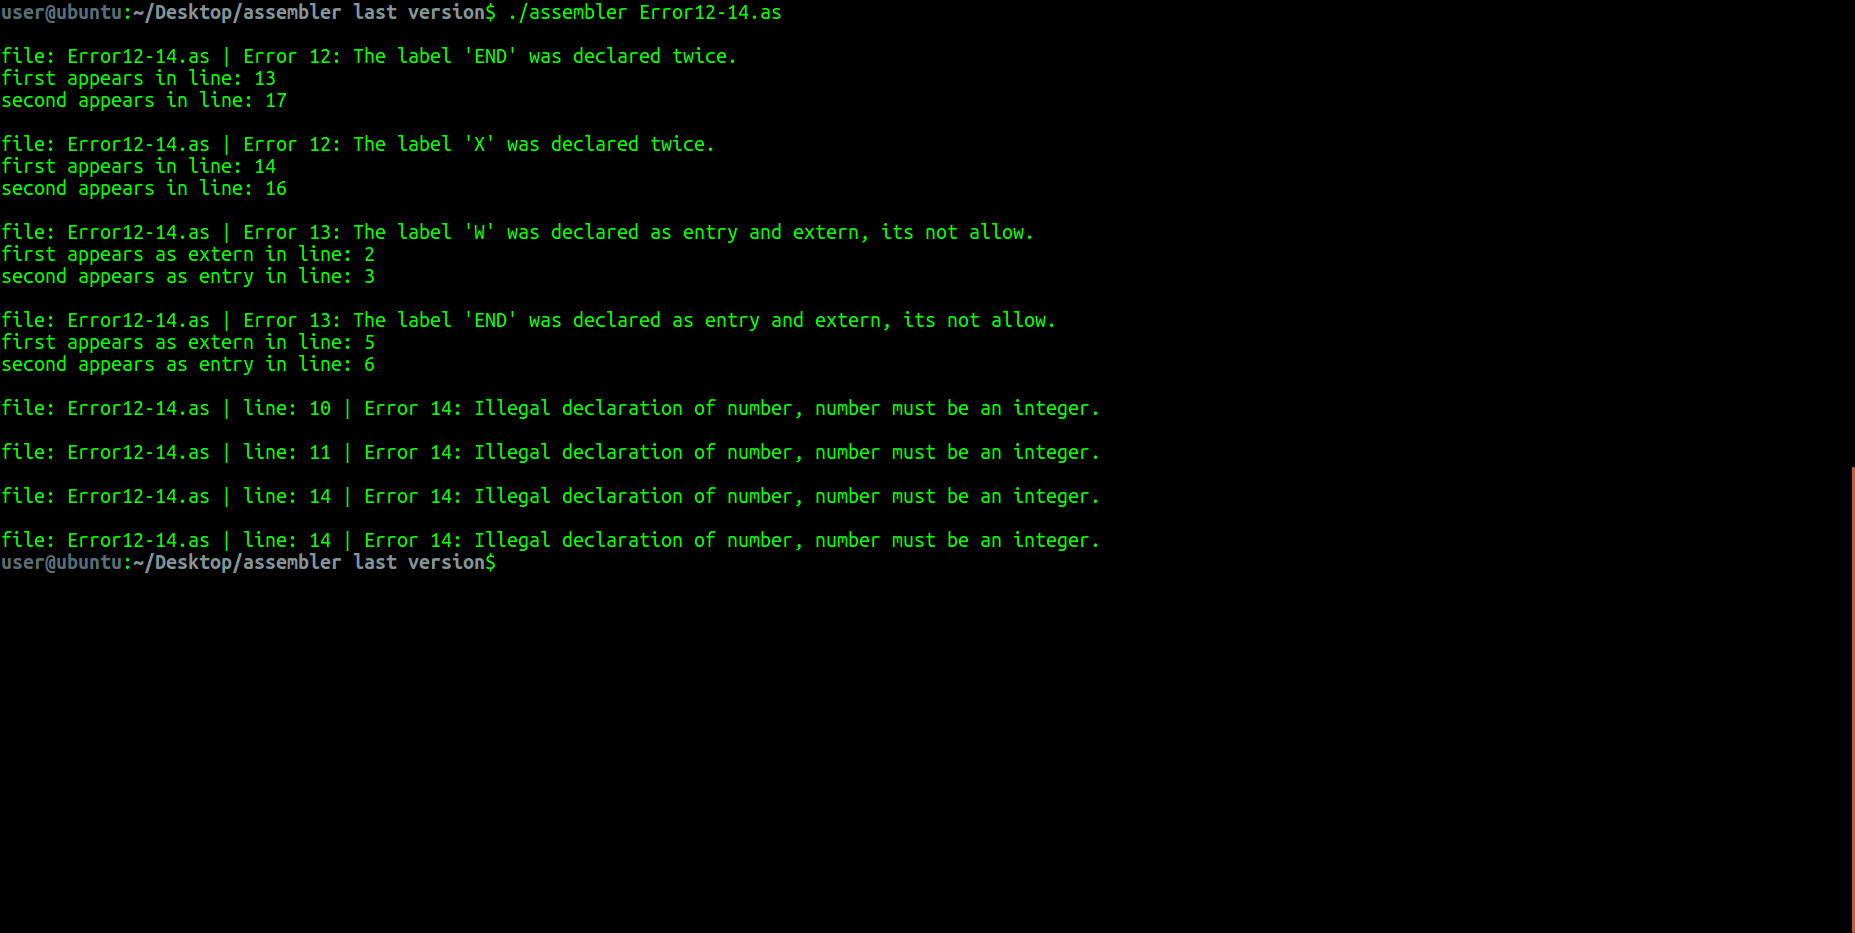 user@ubuntu:~/Desktop/assembler last version$ ./assembler Error12-14.as
file: Error12-14.as | Error 12: The label 'END' was declared twice.
first appears in line: 13
second appears in line: 17
file: Error12-14.as | Error 12: The label 'X' was declared twice.
first appears in line: 14
second appears in line: 16
file: Error12-14.as | Error 13: The label 'W' was declared as entry and extern, its not allow.
first appears as extern in line: 2
second appears as entry in line: 3
file: Error12-14.as | Error 13: The label 'END' was declared as entry and extern, its not allow.
first appears as extern in line: 5
second appears as entry in line: 6
file: Error12-14.as | line: 10 | Error 14: Illegal declaration of number, number must be an integer.
file: Error12-14.as | line: 11 | Error 14: Illegal declaration of number, number must be an integer.
file: Error12-14.as | line: 14 | Error 14: Illegal declaration of number, number must be an integer.
file: Error12-14.as | line: 14 | Error 14: Illegal declaration of number, number must be an integer.
user@ubuntu:~/Desktop/assembler last version$